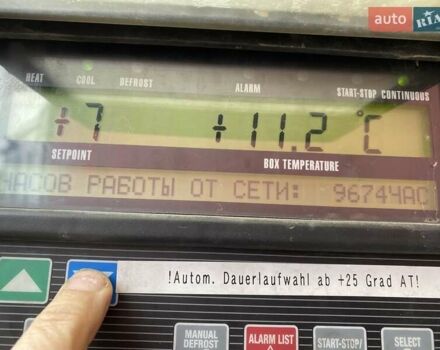 auto RIA
HEAT COOL DEFROST ALARM START-STOP CONTINUOUS
+7 +11.2 °C
SETPOINT BOX TEMPERATURE
ЧАСОВ РАБОТЫ ОТ СЕТИ: 9674ЧАС
!Autom. Dauerlaufwahl ab +25 Grad AT!
MANUAL DEFROST
ALARM LIST
START-STOP/
SELECT